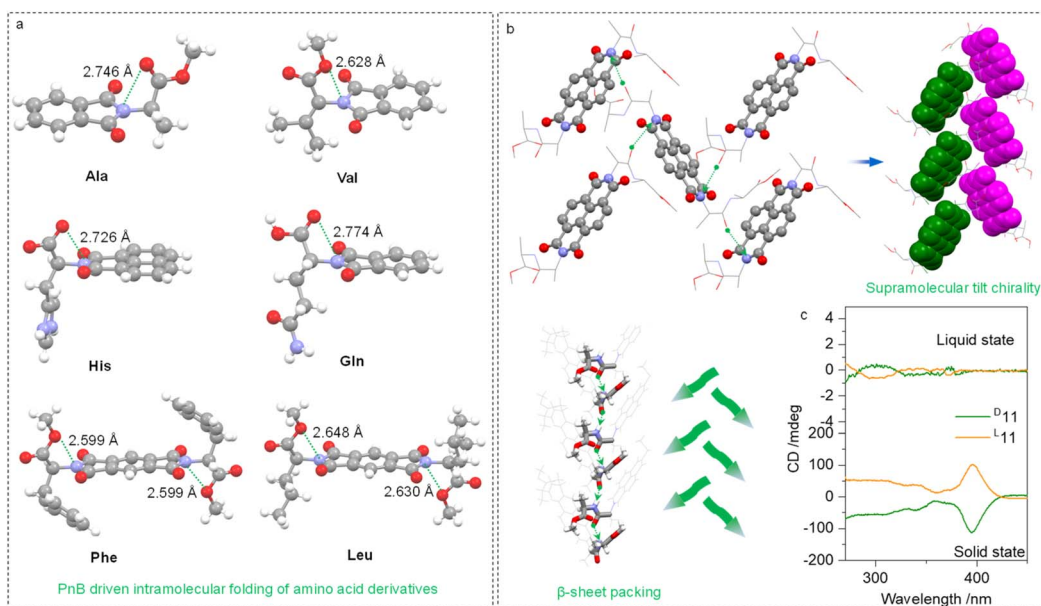 a
2.746 Å
2.628 Å
Ala
Val
2.726 Å
2.774 Å
His
Gln
2.599 Å
2.648 Å
2.599 Å
2.630 Å
Phe
Leu
PnB driven intramolecular folding of amino acid derivatives
b
Supramolecular tilt chirality
β-sheet packing
c
4
2
0
-2
-4
200
100
0
-100
-200
CD /mdeg
Liquid state
D11
L11
Solid state
300
400
Wavelength /nm